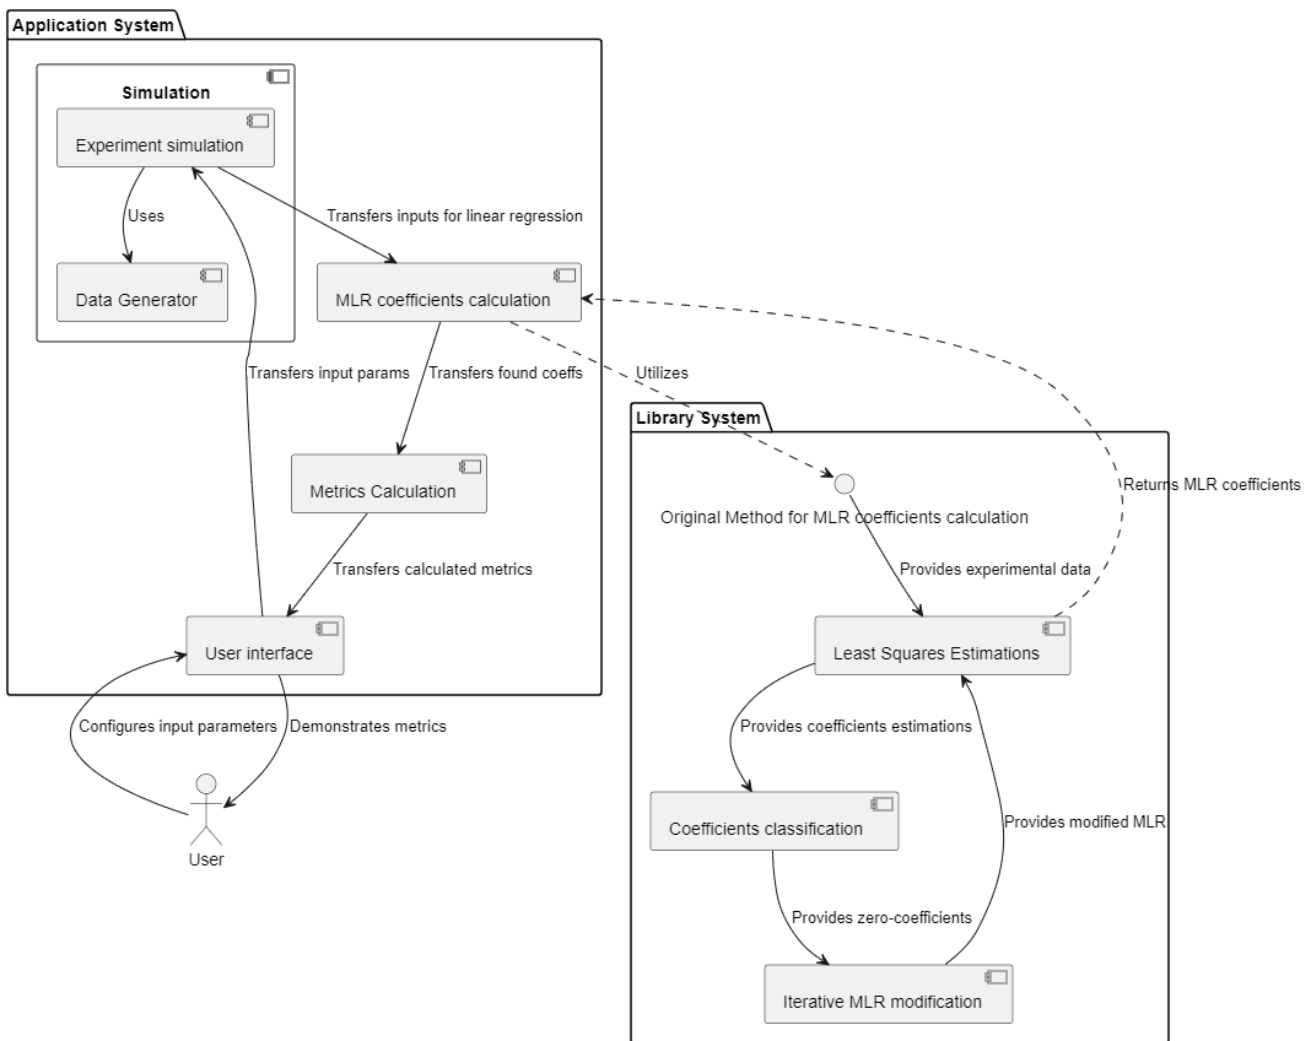 Application System
Simulation
Experiment simulation
Uses
Transfers inputs for linear regression
Data Generator
MLR coefficients calculation
Transfers input params
Transfers found coeffs
Utilizes
Library System
Metrics Calculation
Returns MLR coefficients
Original Method for MLR coefficients calculation
Transfers calculated metrics
Provides experimental data
User interface
Least Squares Estimations
Configures input parameters
Demonstrates metrics
Provides coefficients estimations
Coefficients classification
Provides modified MLR
User
Provides zero-coefficients
Iterative MLR modification